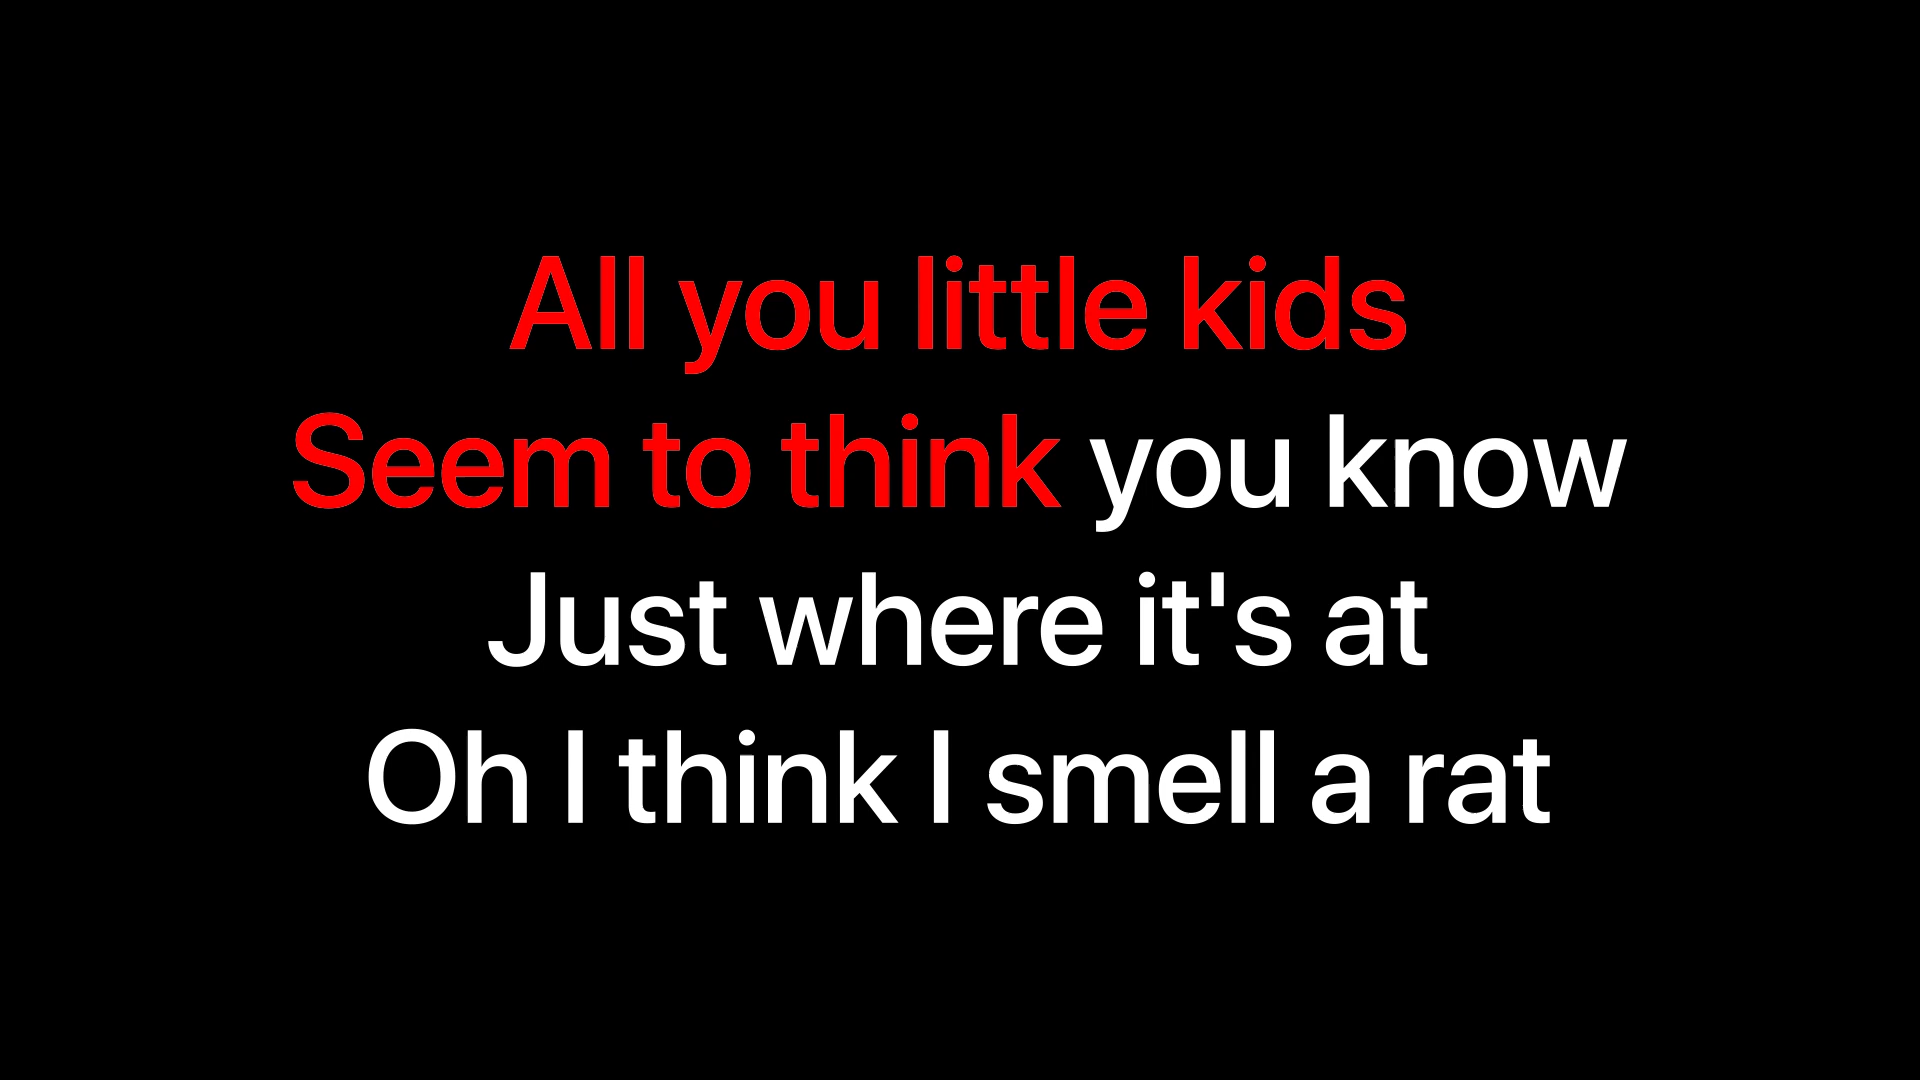 All you little kids
Seem to think you know
Just where it's at
Oh I think I smell a rat